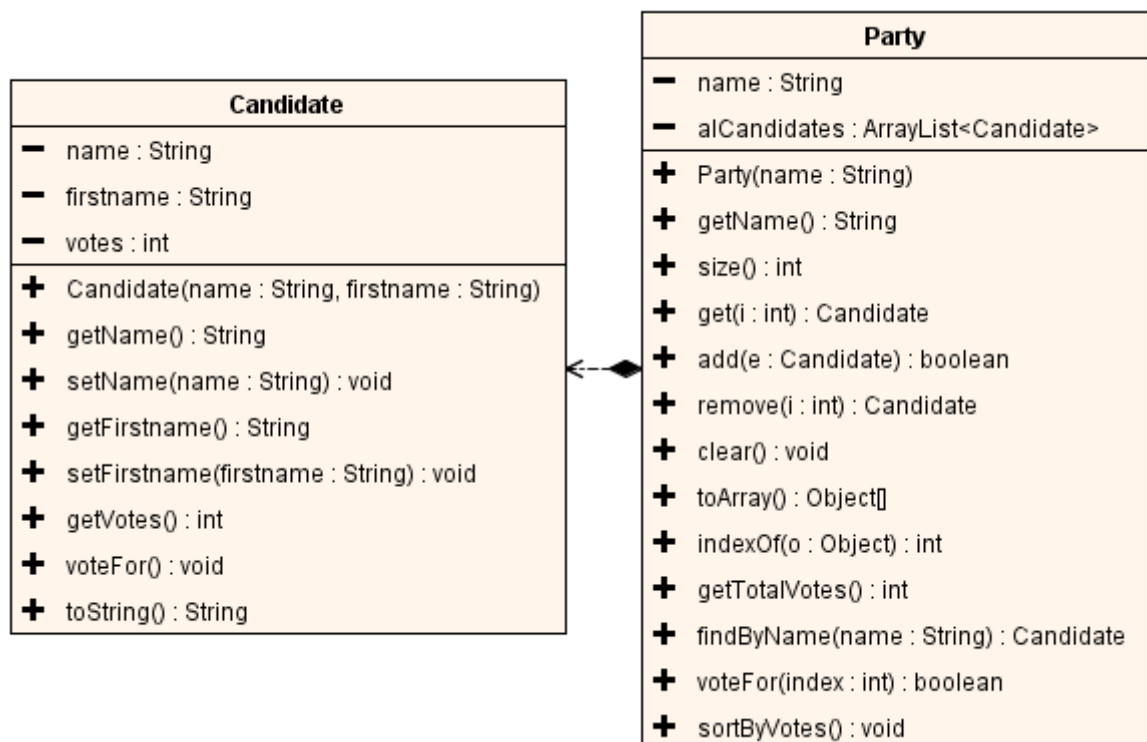 Candidate
name : String
firstname : String
votes : int
Candidate(name : String, firstname : String)
getName() : String
setName(name : String) : void
getFirstname() : String
setFirstname(firstname : String) : void
getVotes() : int
voteFor() : void
toString() : String
Party
name : String
alCandidates : ArrayList<Candidate>
Party(name : String)
getName() : String
size() : int
get(i : int) : Candidate
add(e : Candidate) : boolean
remove(i : int) : Candidate
clear() : void
toArray() : Object[]
indexOf(o : Object) : int
getTotalVotes() : int
findByName(name : String) : Candidate
voteFor(index : int) : boolean
sortByVotes() : void